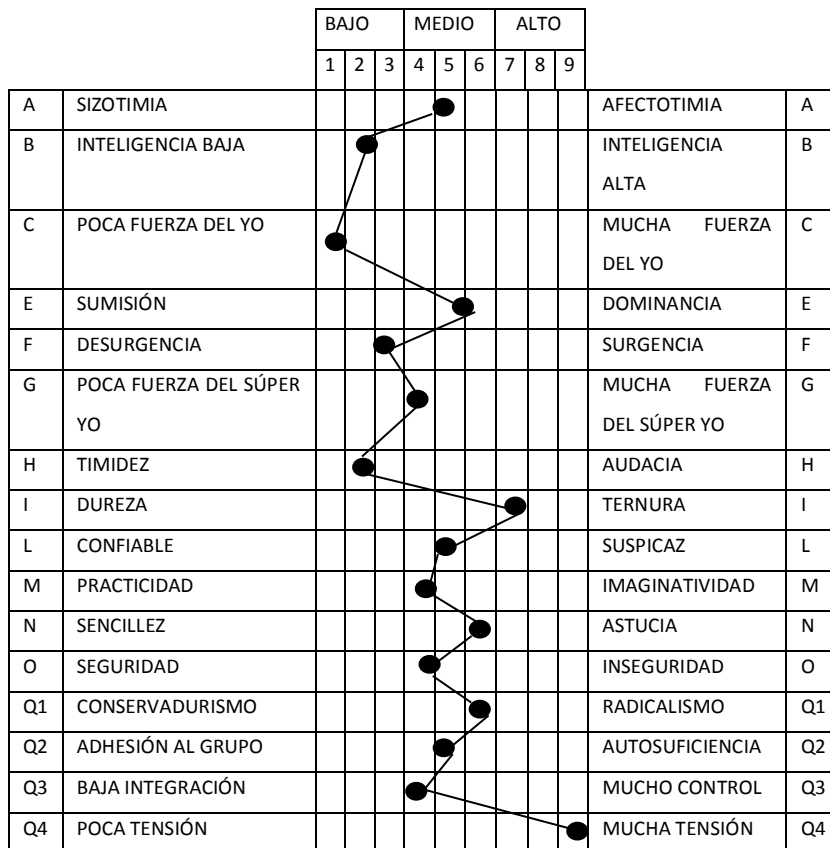 BAJO MEDIO ALTO
1 2 3 4 5 6 7 8 9
A SIZOTIMIA AFECTOTIMIA A
B INTELIGENCIA BAJA INTELIGENCIA B
ALTA
C POCA FUERZA DEL YO MUCHA FUERZA C
DEL YO
E SUMISIÓN DOMINANCIA E
F DESURGENCIA SURGENCIA F
G POCA FUERZA DEL SÚPER MUCHA FUERZA G
YO DEL SÚPER YO
H TIMIDEZ AUDACIA H
I DUREZA TERNURA I
L CONFIABLE SUSPICAZ L
M PRACTICIDAD IMAGINATIVIDAD M
N SENCILLEZ ASTUCIA N
O SEGURIDAD INSEGURIDAD O
Q1 CONSERVADURISMO RADICALISMO Q1
Q2 ADHESIÓN AL GRUPO AUTOSUFICIENCIA Q2
Q3 BAJA INTEGRACIÓN MUCHO CONTROL Q3
Q4 POCA TENSIÓN MUCHA TENSIÓN Q4